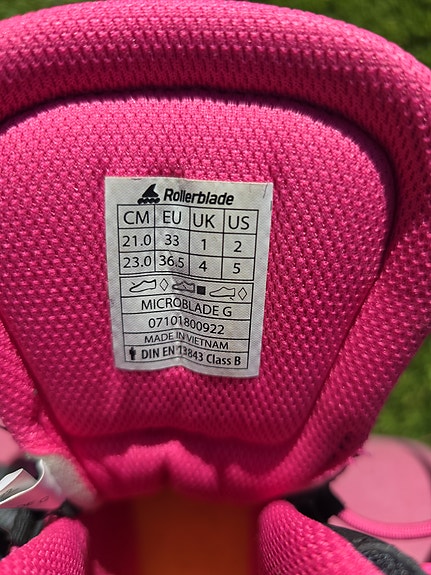 Rollerblade
CM EU UK US
21.0 33 1 2
23.0 36.5 4 5
MICROBLADE G
07101800922
MADE IN VIETNAM
DIN EN 13843 Class B